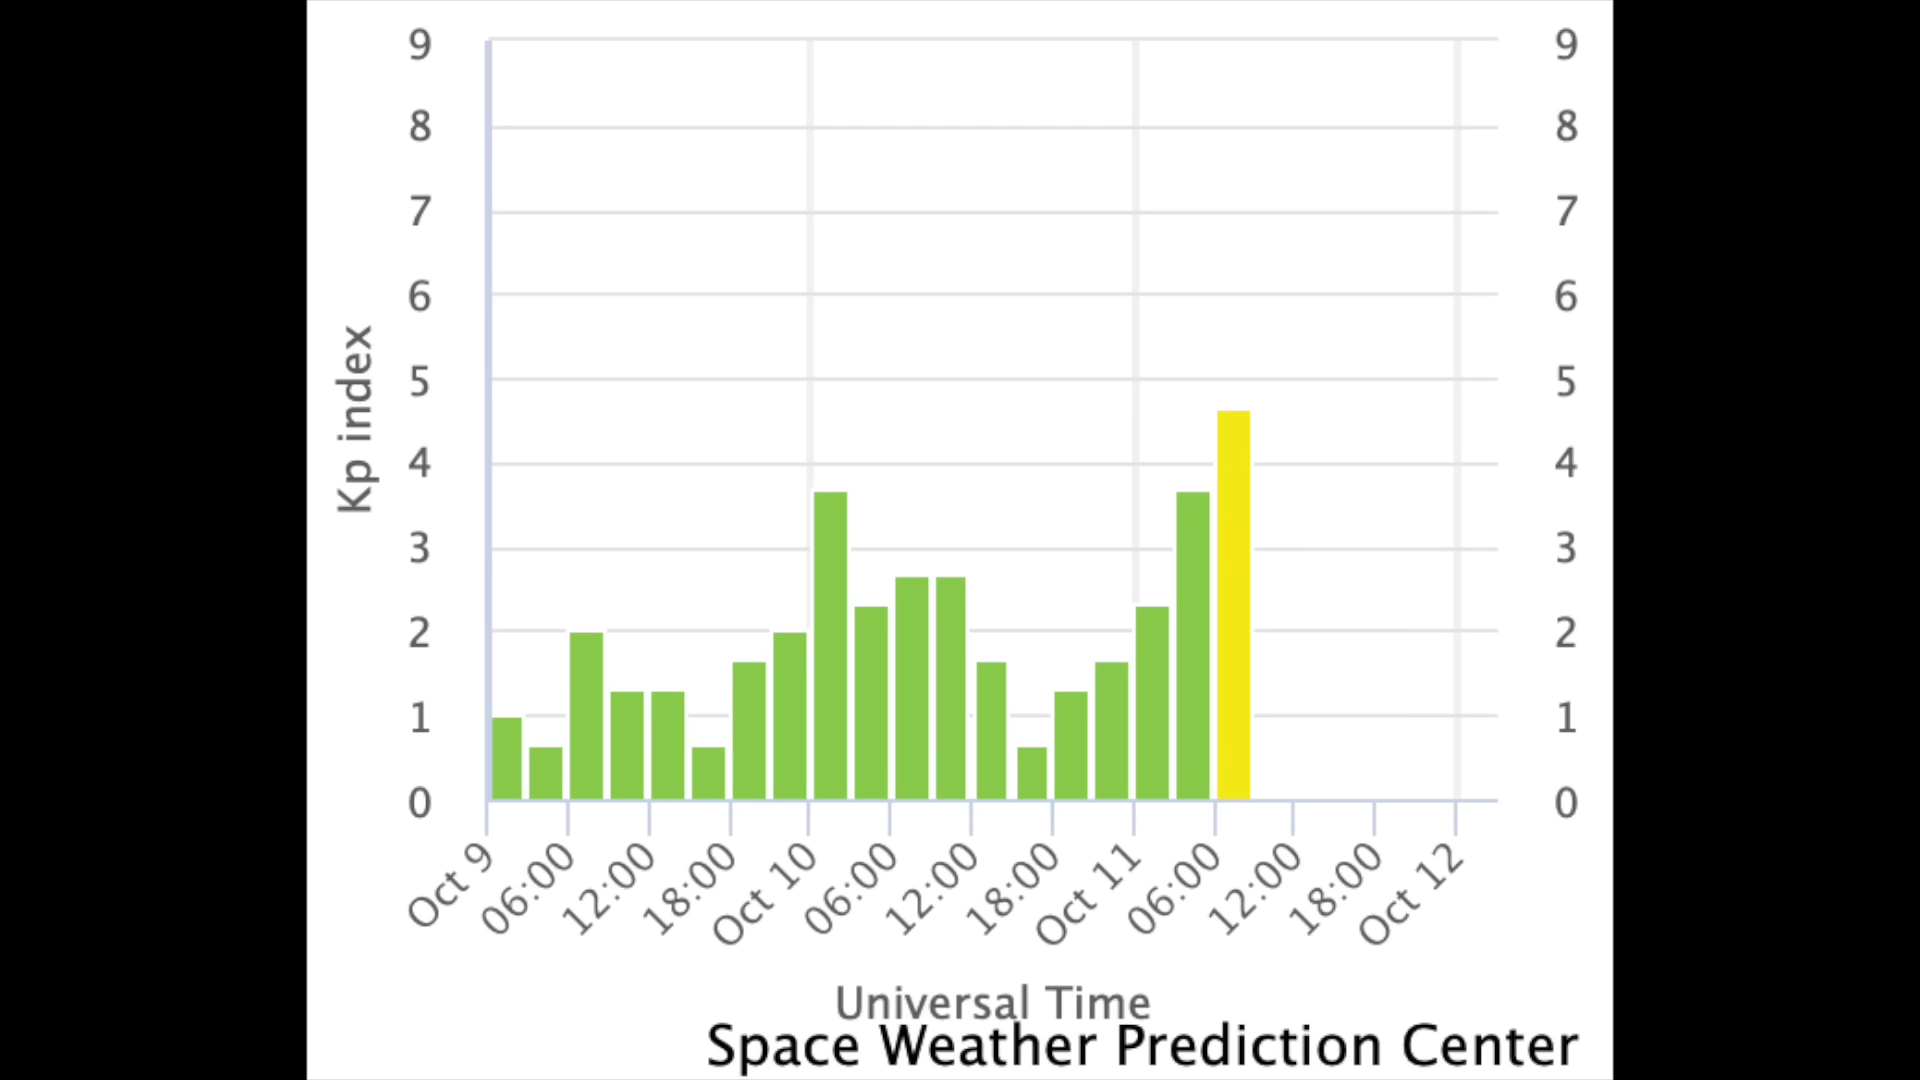 9 9
8 8
7 7
6 6
5 5
4 4
3 3
2 2
1 1
0 0
Kp index
Oct 9 06:00 12:00 18:00 Oct 10 06:00 12:00 18:00 Oct 11 06:00 12:00 18:00 Oct 12
Universal Time
Space Weather Prediction Center